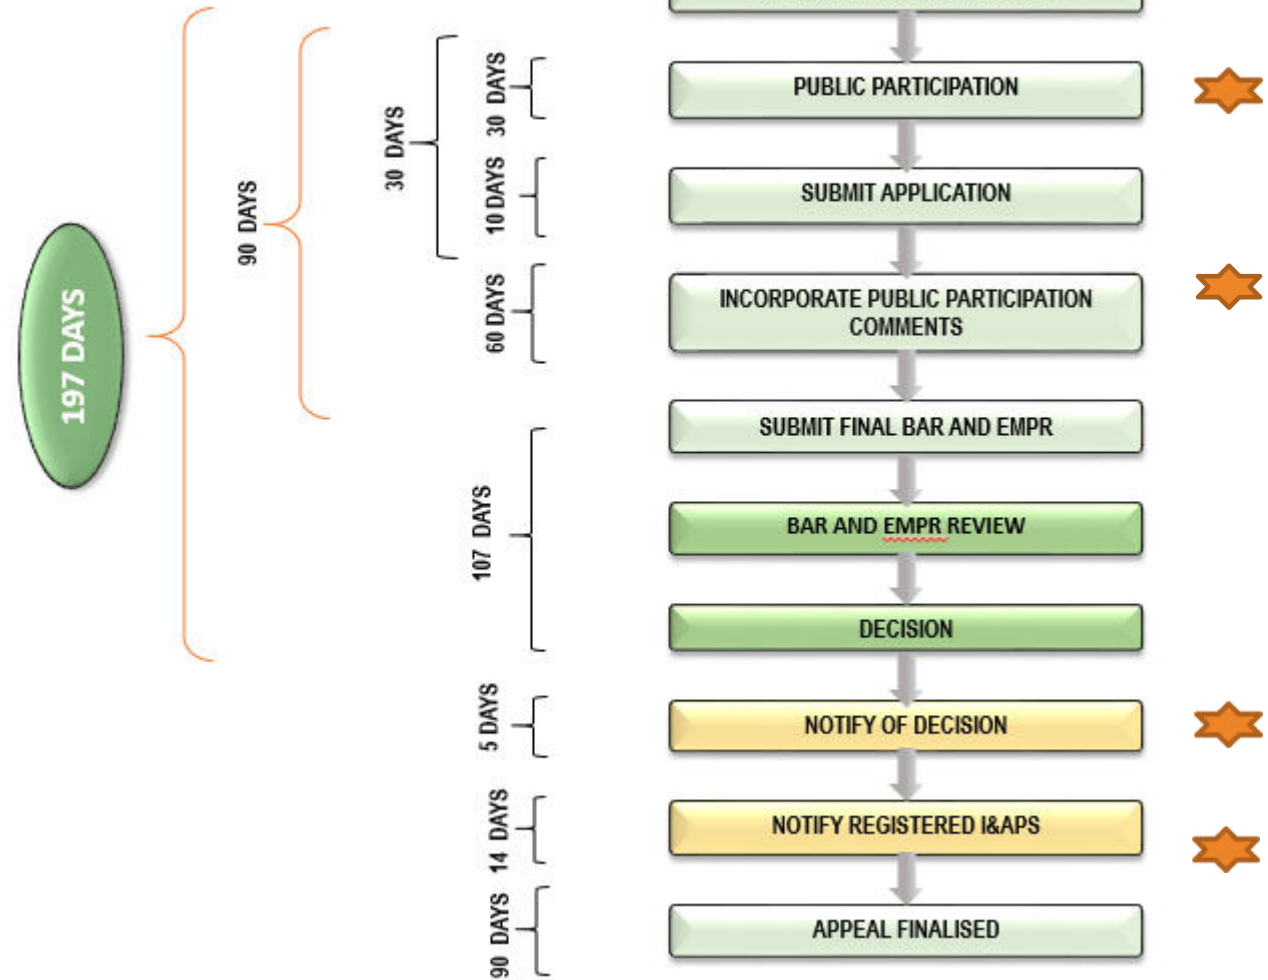 197 DAYS
90 DAYS
30 DAYS
30 DAYS
10 DAYS
60 DAYS
107 DAYS
5 DAYS
14 DAYS
90 DAYS
PUBLIC PARTICIPATION
SUBMIT APPLICATION
INCORPORATE PUBLIC PARTICIPATION
COMMENTS
SUBMIT FINAL BAR AND EMPR
BAR AND EMPR REVIEW
DECISION
NOTIFY OF DECISION
NOTIFY REGISTERED I&APS
APPEAL FINALISED